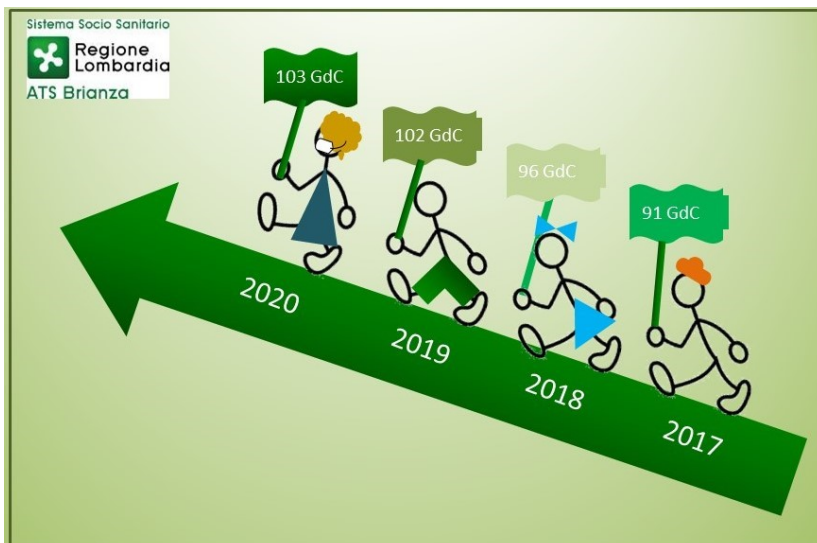 Sistema Socio Sanitario
Regione
Lombardia
ATS Brianza
103 GdC
102 GdC
96 GdC
91 GdC
2020
2019
2018
2017